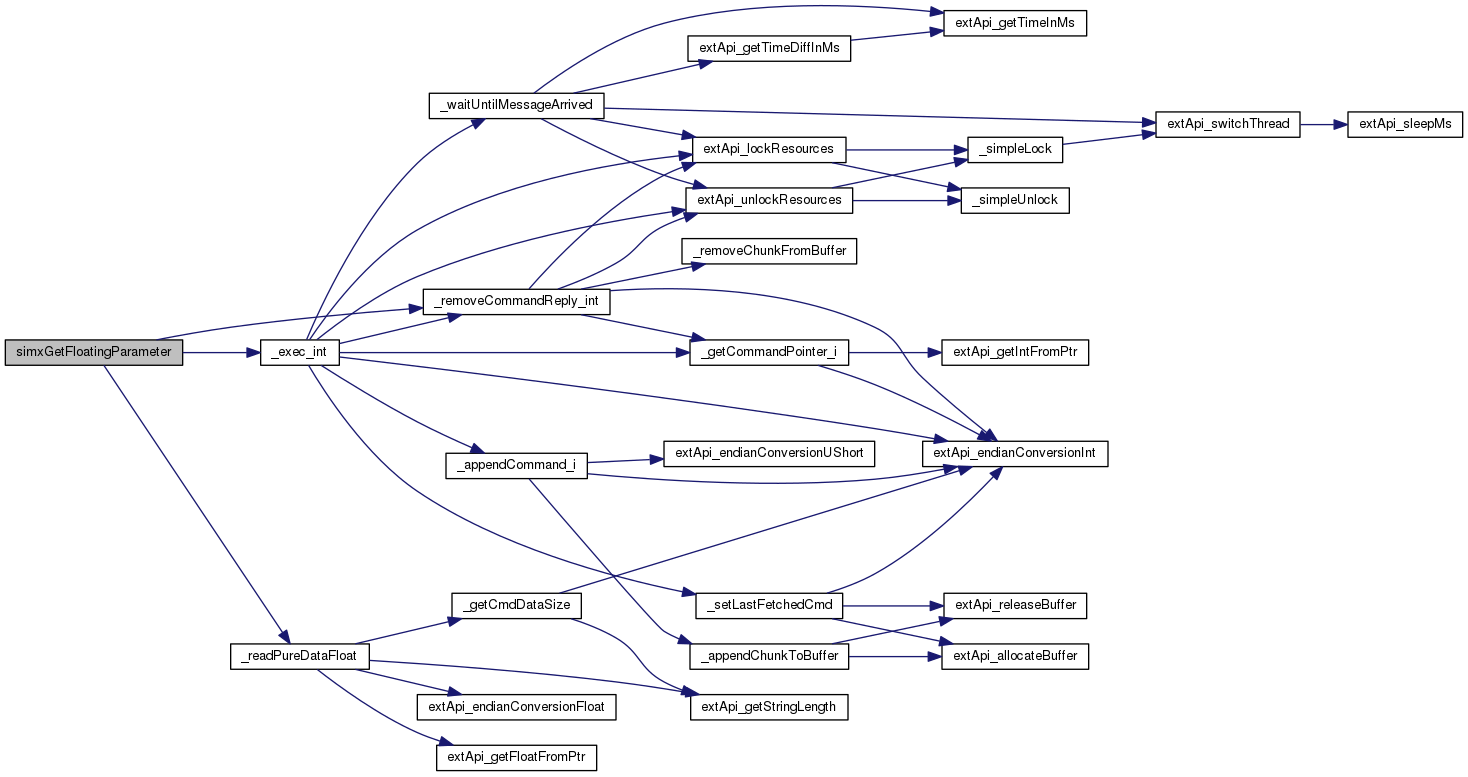 extApi_getTimeInMs
extApi_getTimeDiffInMs
_waitUntilMessageArrived
extApi_switchThread
extApi_sleepMs
extApi_lockResources
_simpleLock
extApi_unlockResources
_simpleUnlock
_removeChunkFromBuffer
_removeCommandReply_int
simxGetFloatingParameter
_exec_int
_getCommandPointer_i
extApi_getIntFromPtr
extApi_endianConversionUShort
extApi_endianConversionInt
_appendCommand_i
_getCmdDataSize
_setLastFetchedCmd
extApi_releaseBuffer
_readPureDataFloat
_appendChunkToBuffer
extApi_allocateBuffer
extApi_endianConversionFloat
extApi_getStringLength
extApi_getFloatFromPtr